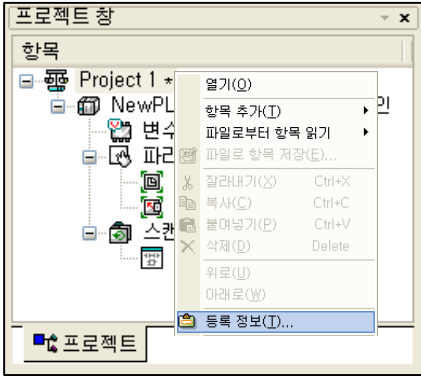 프로젝트 창
항목
Project 1 *
NewPL
인
변수
파라
스캔
열기(O)
항목 추가(T)
파일로부터 항목 읽기
파일로 항목 저장(E)...
잘라내기(X) Ctrl+X
복사(C) Ctrl+C
붙여넣기(P) Ctrl+V
삭제(D) Delete
위로(U)
아래로(W)
등록 정보(T)...
프로젝트